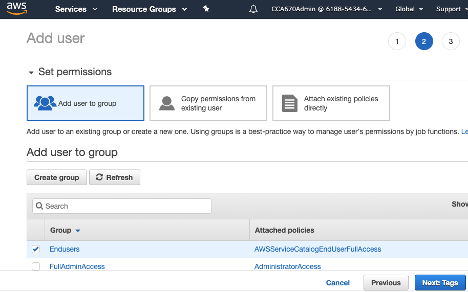 aws Services Resource Groups CCA670Admin @ 6188-5434-6... Global Support
Add user
1 2 3
Set permissions
Add user to group
Copy permissions from existing user
Attach existing policies directly
Add user to an existing group or create a new one. Using groups is a best-practice way to manage user's permissions by job functions. Le
Add user to group
Create group Refresh
Search
Show
Group Attached policies
Endusers AWSServiceCatalogEndUserFullAccess
FullAdminAccess AdministratorAccess
Cancel Previous Next: Tags